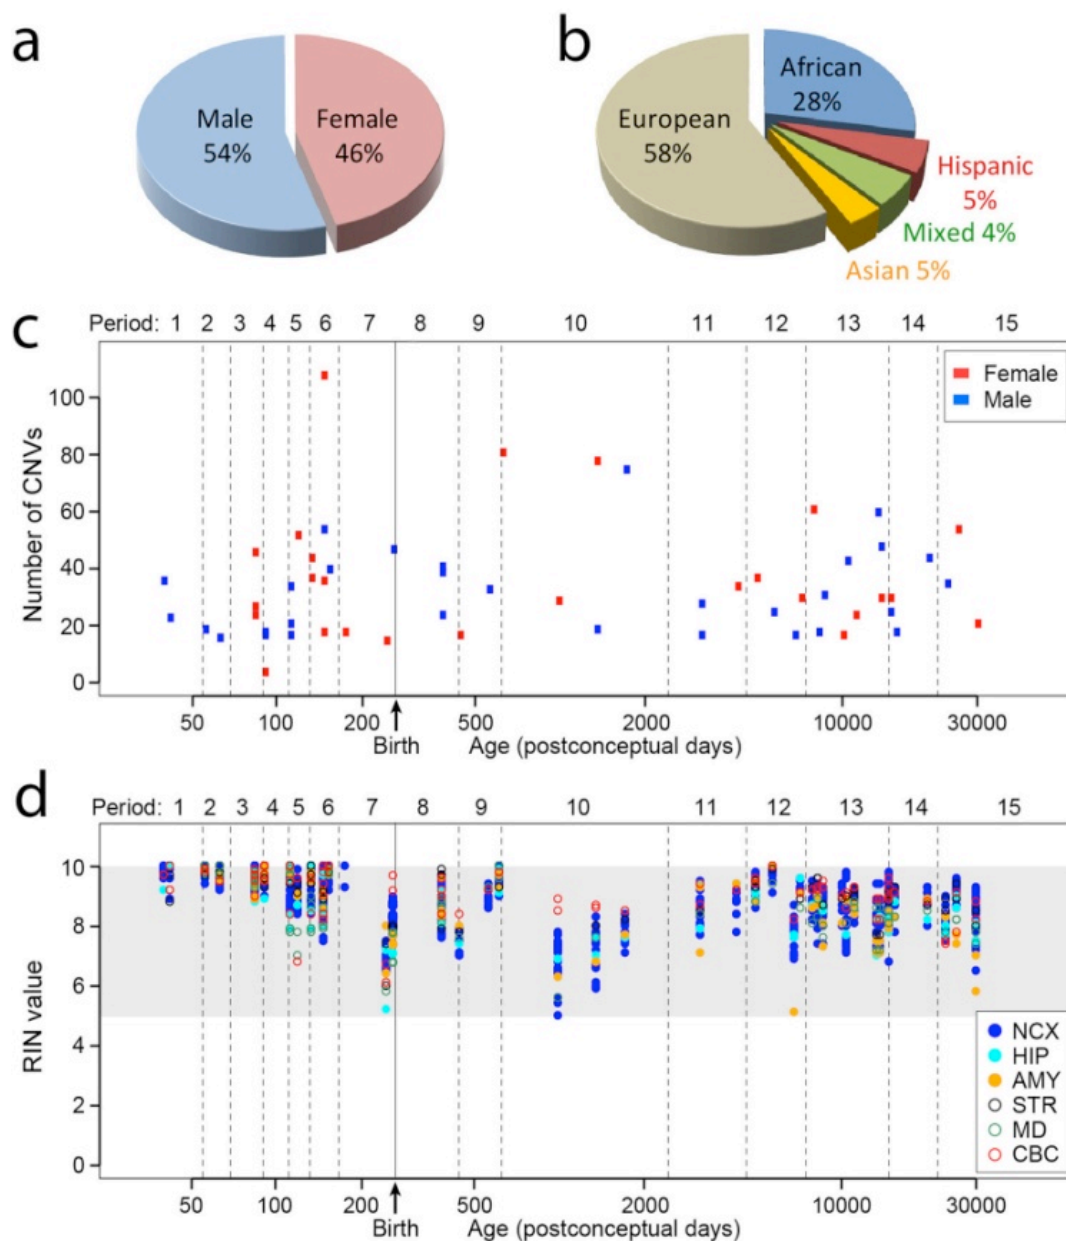 a
Male
54%
Female
46%
b
African
28%
European
58%
Hispanic
5%
Mixed 4%
Asian 5%
c
Period: 1 2 3 4 5 6 7 8 9 10 11 12 13 14 15
Number of CNVs
100
80
60
40
20
0
Female
Male
50 100 200 500 2000 10000 30000
Birth Age (postconceptual days)
d
Period: 1 2 3 4 5 6 7 8 9 10 11 12 13 14 15
RIN value
10
8
6
4
2
0
NCX
HIP
AMY
STR
MD
CBC
50 100 200 500 2000 10000 30000
Birth Age (postconceptual days)